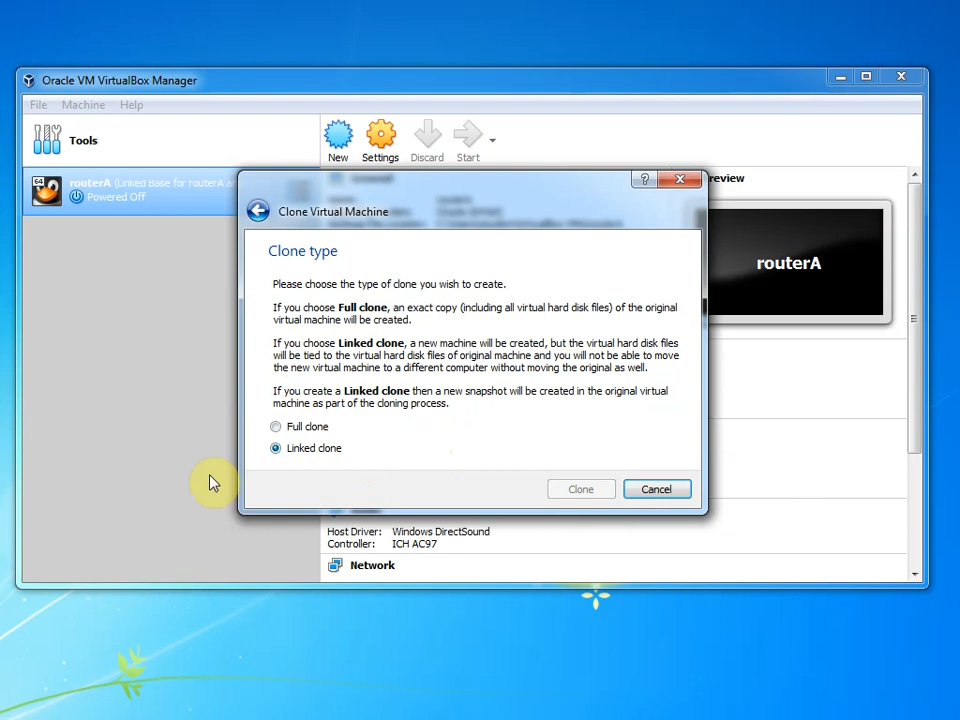 Oracle VM VirtualBox Manager
File Machine Help
Tools
New Settings Discard Start
64
routerA (Linked Base for routerA an
Powered Off
Preview
routerA
Clone Virtual Machine
Clone type
Please choose the type of clone you wish to create.
If you choose Full clone, an exact copy (including all virtual hard disk files) of the original
virtual machine will be created.
If you choose Linked clone, a new machine will be created, but the virtual hard disk files
will be tied to the virtual hard disk files of original machine and you will not be able to move
the new virtual machine to a different computer without moving the original as well.
If you create a Linked clone then a new snapshot will be created in the original virtual
machine as part of the cloning process.
Full clone
Linked clone
Clone Cancel
Host Driver: Windows DirectSound
Controller: ICH AC97
Network